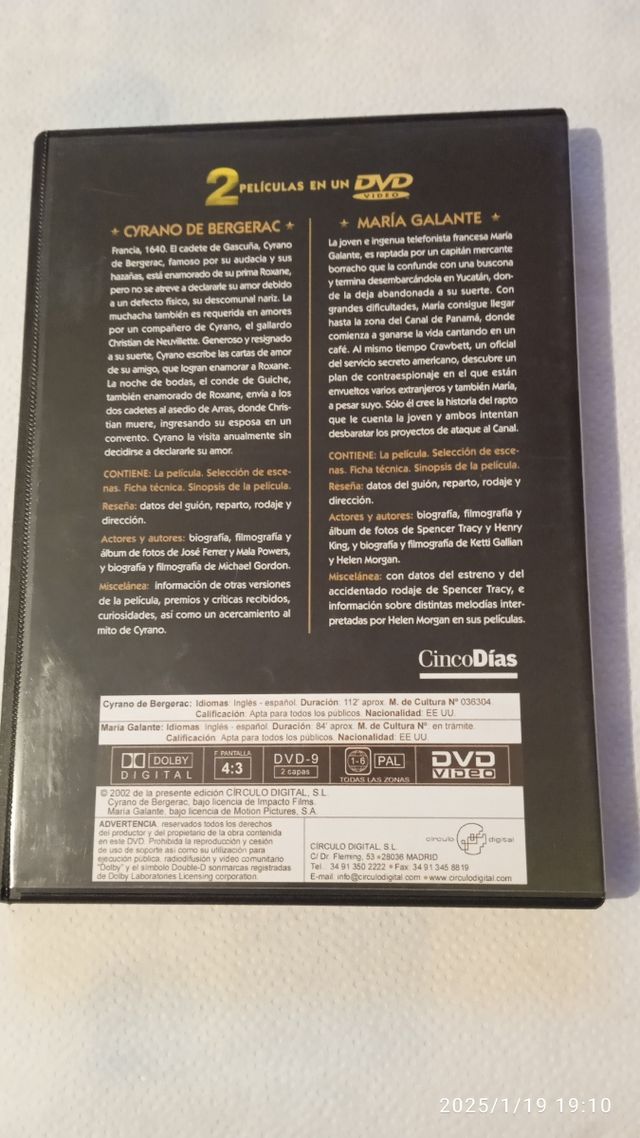 2 PELÍCULAS EN UN DVD
VIDEO
★ CYRANO DE BERGERAC ★
Francia, 1640. El cadete de Gascuña, Cyrano
de Bergerac, famoso por su audacia y sus
hazañas, está enamorado de su prima Roxane,
pero no se atreve a declararle su amor debido
a un defecto físico, su descomunal nariz. La
muchacha también es requerida en amores
por un compañero de Cyrano, el gallardo
Christian de Neuvillette. Generoso y resignado
a su suerte, Cyrano escribe las cartas de amor
de su amigo, que logran enamorar a Roxane.
La noche de bodas, el conde de Guiche,
también enamorado de Roxane, envía a los
dos cadetes al asedio de Arras, donde Chris-
tian muere, ingresando su esposa en un
convento. Cyrano la visita anualmente sin
decidirse a declararle su amor.
CONTIENE: La película. Selección de esce-
nas. Ficha técnica. Sinopsis de la película.
Reseña: datos del guión, reparto, rodaje y
dirección.
Actores y autores: biografía, filmografía y
álbum de fotos de José Ferrer y Mala Powers,
y biografía y filmografía de Michael Gordon.
Miscelánea: información de otras versiones
de la película, premios y críticas recibidos,
curiosidades, así como un acercamiento al
mito de Cyrano.
★ MARÍA GALANTE ★
La joven e ingenua telefonista francesa María
Galante, es raptada por un capitán mercante
borracho que la confunde con una buscona
y termina desembarcándola en Yucatán, don-
de la deja abandonada a su suerte. Con
grandes dificultades, María consigue llegar
hasta la zona del Canal de Panamá, donde
comienza a ganarse la vida cantando en un
café. Al mismo tiempo Crawbett, un oficial
del servicio secreto americano, descubre un
plan de contraespionaje en el que están
envueltos varios extranjeros y también María,
a pesar suyo. Sólo él cree la historia del rapto
que le cuenta la joven y ambos intentan
desbaratar los proyectos de ataque al Canal.
CONTIENE: La película. Selección de esce-
nas. Ficha técnica. Sinopsis de la película.
Reseña: datos del guión, reparto, rodaje y
dirección.
Actores y autores: biografía, filmografía y
álbum de fotos de Spencer Tracy y Henry
King, y biografía y filmografía de Ketti Gallian
y Helen Morgan.
Miscelánea: con datos del estreno y del
accidentado rodaje de Spencer Tracy, e
información sobre distintas melodías inter-
pretadas por Helen Morgan en sus películas.
CincoDías
Cyrano de Bergerac: Idiomas: Inglés - español. Duración: 112' aprox. M. de Cultura Nº 036304.
Calificación: Apta para todos los públicos. Nacionalidad: EE UU.
María Galante: Idiomas: Inglés - español. Duración: 84' aprox. M. de Cultura Nº: en trámite.
Calificación: Apta para todos los públicos. Nacionalidad: EE UU.
DOLBY
DIGITAL
F. PANTALLA
4:3
DVD-9
2 capas
1-6
PAL
TODAS LAS ZONAS
DVD
VIDEO
© 2002 de la presente edición CÍRCULO DIGITAL, S.L.
Cyrano de Bergerac, bajo licencia de Impacto Films.
María Galante, bajo licencia de Motion Pictures, S.A.
ADVERTENCIA, reservados todos los derechos
del productor y del propietario de la obra contenida
en este DVD. Prohibida la reproducción y cesión
de uso de soporte así como su utilización para
ejecución pública, radiodifusión y video comunitario
"Dolby" y el símbolo Double-D sonmarcas registradas
de Dolby Laboratories Licensing corporation.
CÍRCULO DIGITAL S.L.
C/ Dr. Fleming, 53 • 28036 MADRID
Tel. 34 91 350 2222 • Fax 34 91 345 8819
E-mail: info@circulodigital.com • www.circulodigital.com
círculo digital
2025/1/19 19:10